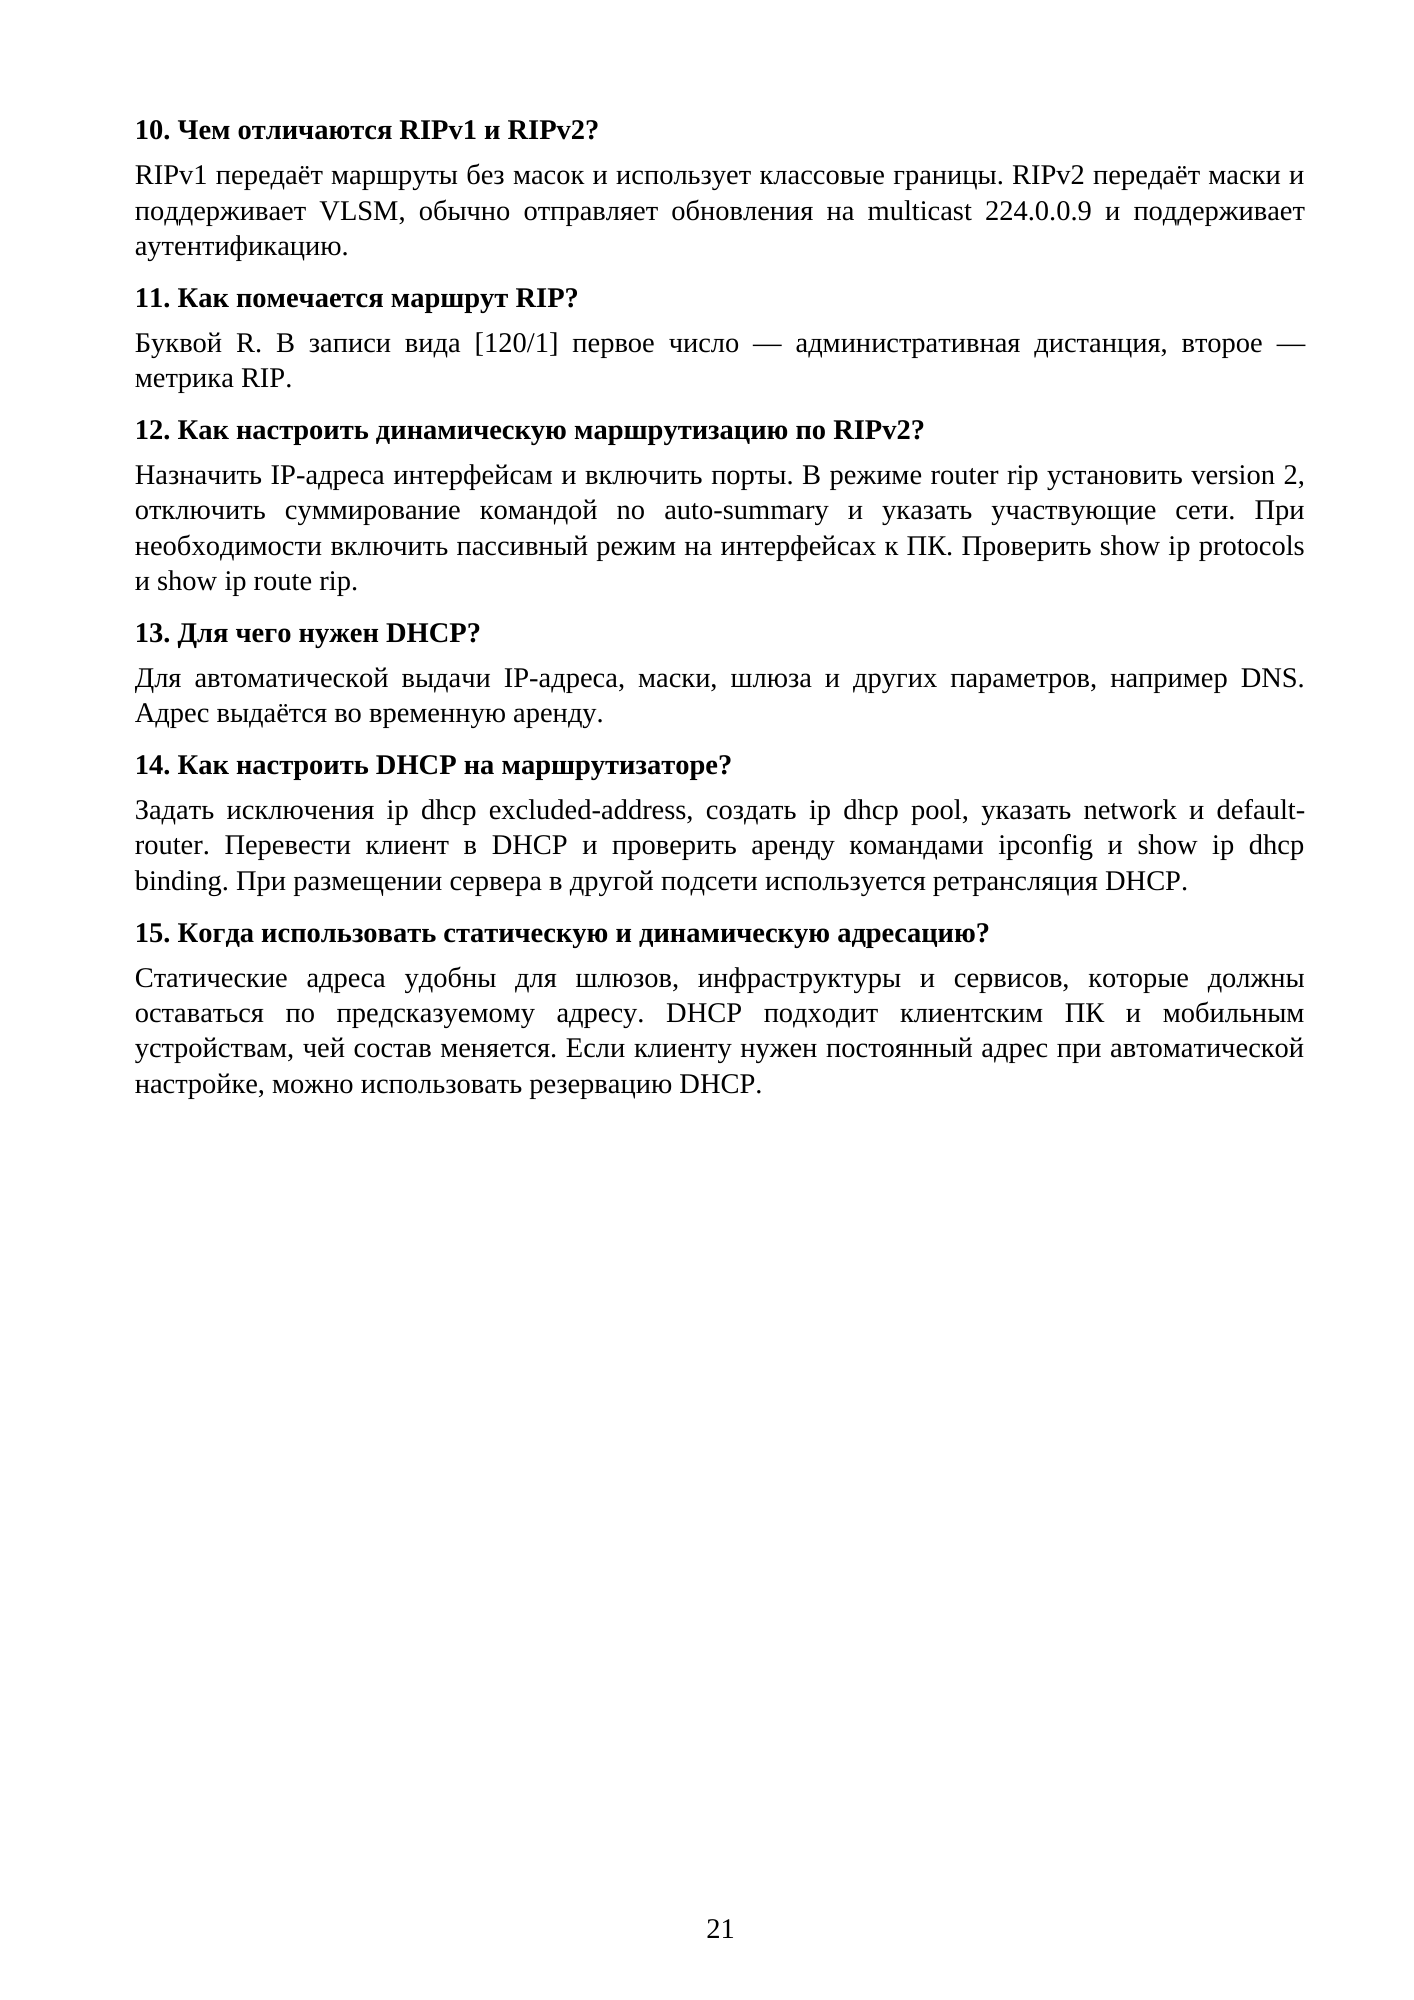 10. Чем отличаются RIPv1 и RIPv2?
RIPv1 передаёт маршруты без масок и использует классовые границы. RIPv2 передаёт маски и
поддерживает VLSM, обычно отправляет обновления на multicast 224.0.0.9 и поддерживает
аутентификацию.
11. Как помечается маршрут RIP?
Буквой R. В записи вида [120/1] первое число — административная дистанция, второе —
метрика RIP.
12. Как настроить динамическую маршрутизацию по RIPv2?
Назначить IP-адреса интерфейсам и включить порты. В режиме router rip установить version 2,
отключить суммирование командой no auto-summary и указать участвующие сети. При
необходимости включить пассивный режим на интерфейсах к ПК. Проверить show ip protocols
и show ip route rip.
13. Для чего нужен DHCP?
Для автоматической выдачи IP-адреса, маски, шлюза и других параметров, например DNS.
Адрес выдаётся во временную аренду.
14. Как настроить DHCP на маршрутизаторе?
Задать исключения ip dhcp excluded-address, создать ip dhcp pool, указать network и default-
router. Перевести клиент в DHCP и проверить аренду командами ipconfig и show ip dhcp
binding. При размещении сервера в другой подсети используется ретрансляция DHCP.
15. Когда использовать статическую и динамическую адресацию?
Статические адреса удобны для шлюзов, инфраструктуры и сервисов, которые должны
оставаться по предсказуемому адресу. DHCP подходит клиентским ПК и мобильным
устройствам, чей состав меняется. Если клиенту нужен постоянный адрес при автоматической
настройке, можно использовать резервацию DHCP.
21